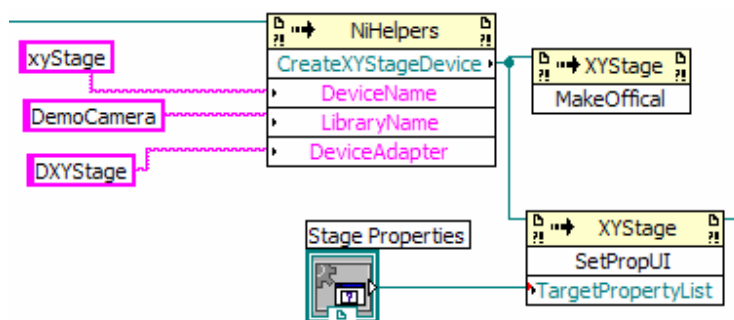 NiHelpers
xyStage
CreateXYStageDevice
XYStage
DeviceName
MakeOffical
DemoCamera
LibraryName
DXYStage
DeviceAdapter
Stage Properties
XYStage
SetPropUI
TargetPropertyList